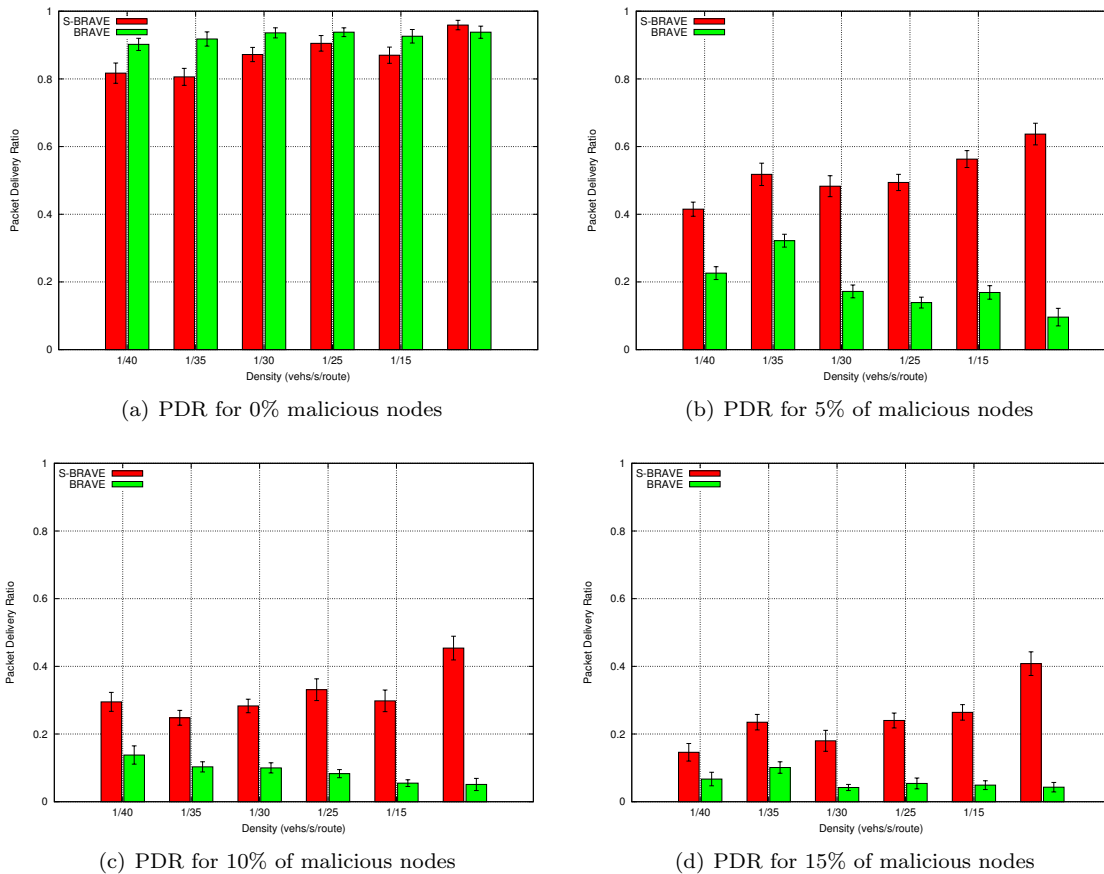 S-BRAVE
BRAVE
Packet Delivery Ratio
1
0.8
0.6
0.4
0.2
0
1/40 1/35 1/30 1/25 1/15
Density (vehs/s/route)
(a) PDR for 0% malicious nodes
S-BRAVE
BRAVE
Packet Delivery Ratio
1
0.8
0.6
0.4
0.2
0
1/40 1/35 1/30 1/25 1/15
Density (vehs/s/route)
(b) PDR for 5% of malicious nodes
S-BRAVE
BRAVE
Packet Delivery Ratio
1
0.8
0.6
0.4
0.2
0
1/40 1/35 1/30 1/25 1/15
Density (vehs/s/route)
(c) PDR for 10% of malicious nodes
S-BRAVE
BRAVE
Packet Delivery Ratio
1
0.8
0.6
0.4
0.2
0
1/40 1/35 1/30 1/25 1/15
Density (vehs/s/route)
(d) PDR for 15% of malicious nodes